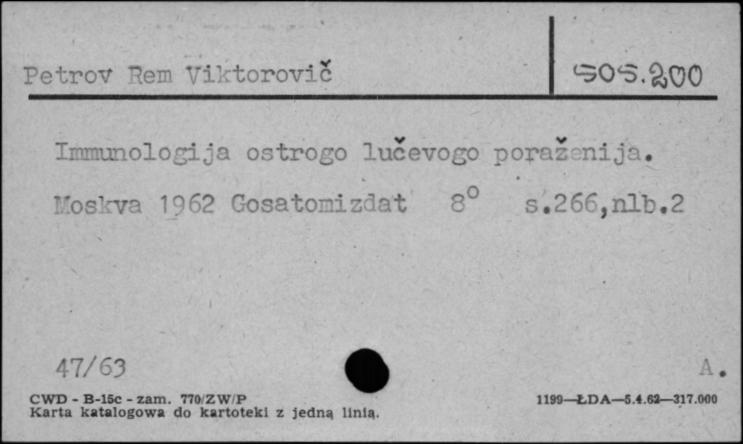 Petrov Rem Viktorovič 505.200
Immunologija ostrogo lučevogo poraženija.
Moskva 1962 Gosatomizdat 8° s.266,nlb.2
47/63 A.
CWD - B-15c - zam. 770/ZW/P 1199—ŁDA—5.4.62—317.000
Karta katalogowa do kartoteki z jedną linią.